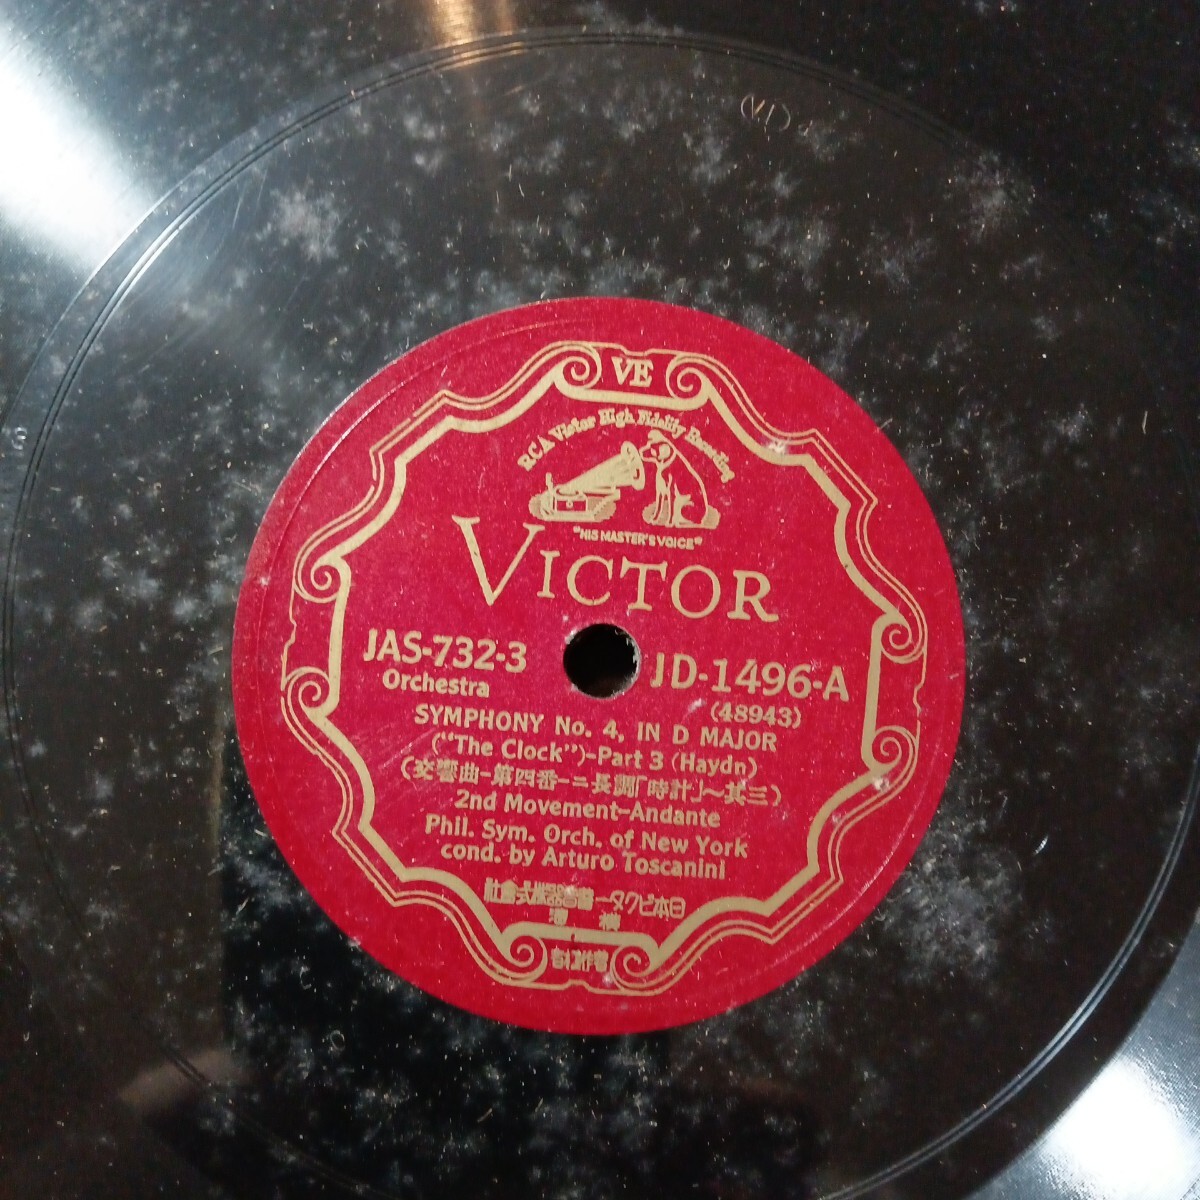 (VI)
3
VE
RCA Victor High Fidelity Recording
"HIS MASTER'S VOICE"
VICTOR
JAS-732-3
JD-1496-A
Orchestra
(48943)
SYMPHONY No. 4, IN D MAJOR
("The Clock")-Part 3 (Haydn)
(交響曲-第四番-ニ長調「時計」〜其三)
2nd Movement-Andante
Phil. Sym. Orch. of New York
cond. by Arturo Toscanini
社會式株器音蓄ータクビ本日
濱 横